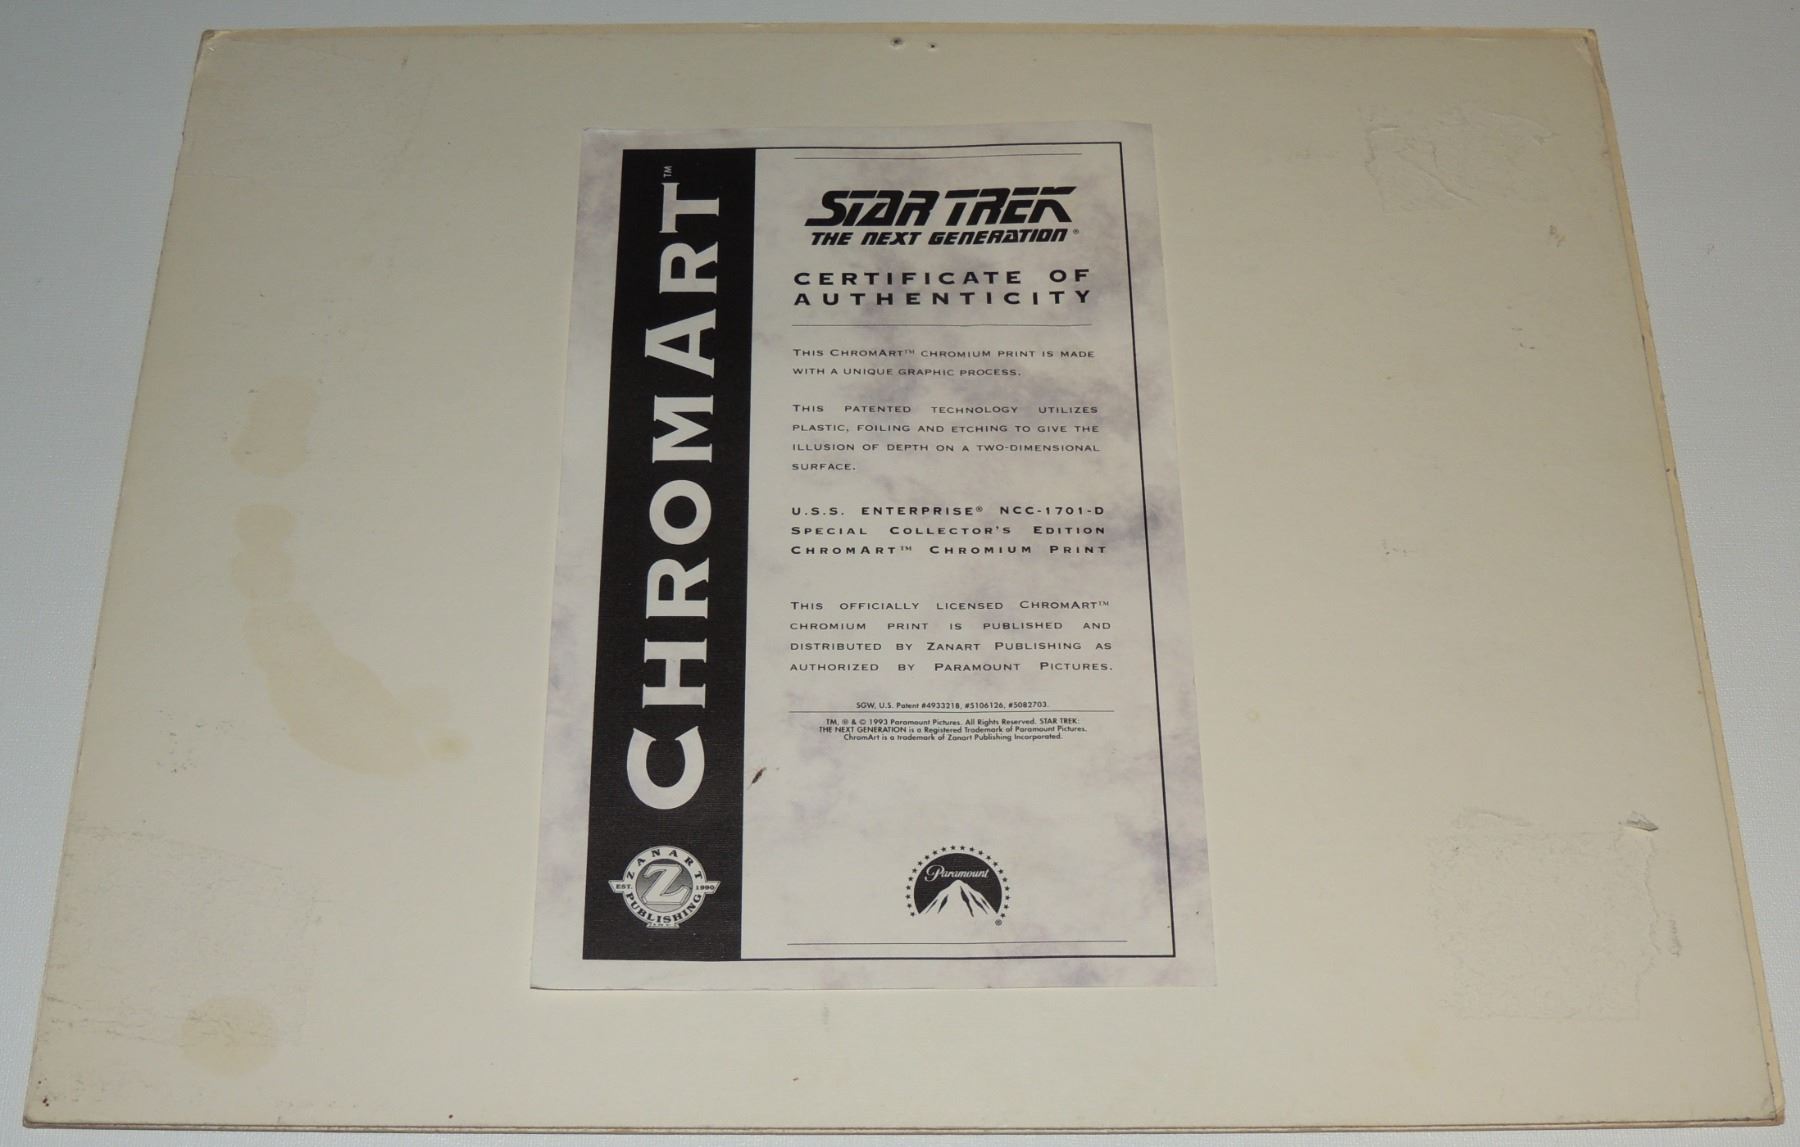 CHROMART™
STAR TREK
THE NEXT GENERATION®
CERTIFICATE OF
AUTHENTICITY
THIS CHROMART™ CHROMIUM PRINT IS MADE
WITH A UNIQUE GRAPHIC PROCESS.
THIS PATENTED TECHNOLOGY UTILIZES
PLASTIC, FOILING AND ETCHING TO GIVE THE
ILLUSION OF DEPTH ON A TWO-DIMENSIONAL
SURFACE.
U.S.S. ENTERPRISE® NCC-1701-D
SPECIAL COLLECTOR'S EDITION
CHROMART™ CHROMIUM PRINT
THIS OFFICIALLY LICENSED CHROMART™
CHROMIUM PRINT IS PUBLISHED AND
DISTRIBUTED BY ZANART PUBLISHING AS
AUTHORIZED BY PARAMOUNT PICTURES.
SGW, U.S. Patent #4933218, #5106126, #5082703.
TM, ® & © 1993 Paramount Pictures. All Rights Reserved. STAR TREK:
THE NEXT GENERATION is a Registered Trademark of Paramount Pictures.
ChromArt is a trademark of Zanart Publishing Incorporated.
ZANART
EST. Z 1990
PUBLISHING
Paramount
®